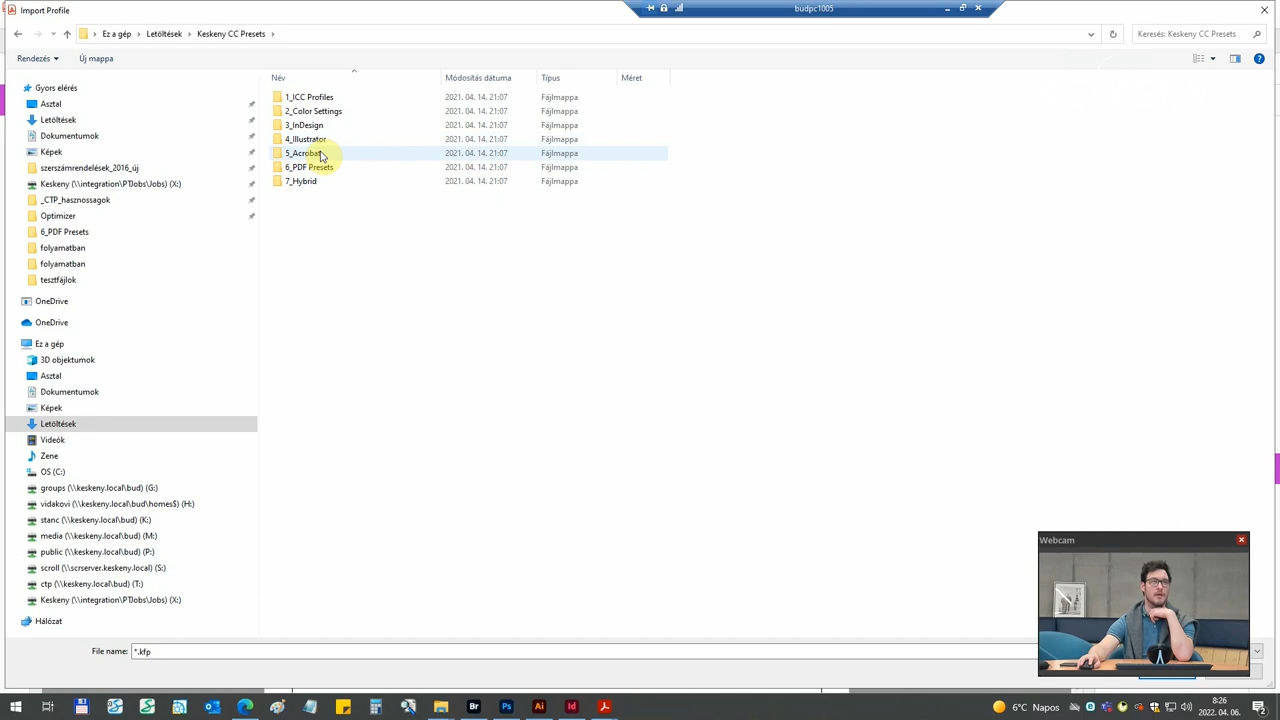 Import Profile
budpc1005
Ez a gép > Letöltések > Keskeny CC Presets >
Keresés: Keskeny CC Presets
Rendezés
Új mappa
Név
Módosítás dátuma
Típus
Méret
Gyors elérés
Asztal
Letöltések
Dokumentumok
Képek
szerszámrendelések_2016_új
Keskeny (\\integration\PTJobs\Jobs) (X:)
_CTP_hasznossagok
Optimizer
6_PDF Presets
folyamatban
folyamatban
tesztfájlok
OneDrive
OneDrive
Ez a gép
3D objektumok
Asztal
Dokumentumok
Képek
Letöltések
Videók
Zene
OS (C:)
groups (\\keskeny.local\bud) (G:)
vidakovi (\\keskeny.local\bud\homes$) (H:)
stanc (\\keskeny.local\bud) (K:)
media (\\keskeny.local\bud) (M:)
public (\\keskeny.local\bud) (P:)
scroll (\\scrserver.keskeny.local) (S:)
ctp (\\keskeny.local\bud) (T:)
Keskeny (\\integration\PTJobs\Jobs) (X:)
Hálózat
1_ICC Profiles 2021. 04. 14. 21:07 Fájlmappa
2_Color Settings 2021. 04. 14. 21:07 Fájlmappa
3_InDesign 2021. 04. 14. 21:07 Fájlmappa
4_Illustrator 2021. 04. 14. 21:07 Fájlmappa
5_Acrobat 2021. 04. 14. 21:07 Fájlmappa
6_PDF Presets 2021. 04. 14. 21:07 Fájlmappa
7_Hybrid 2021. 04. 14. 21:07 Fájlmappa
Webcam
File name: *.kfp
Br
Ps
Ai
Id
6°C Napos
8:26
2022. 04. 06.
2